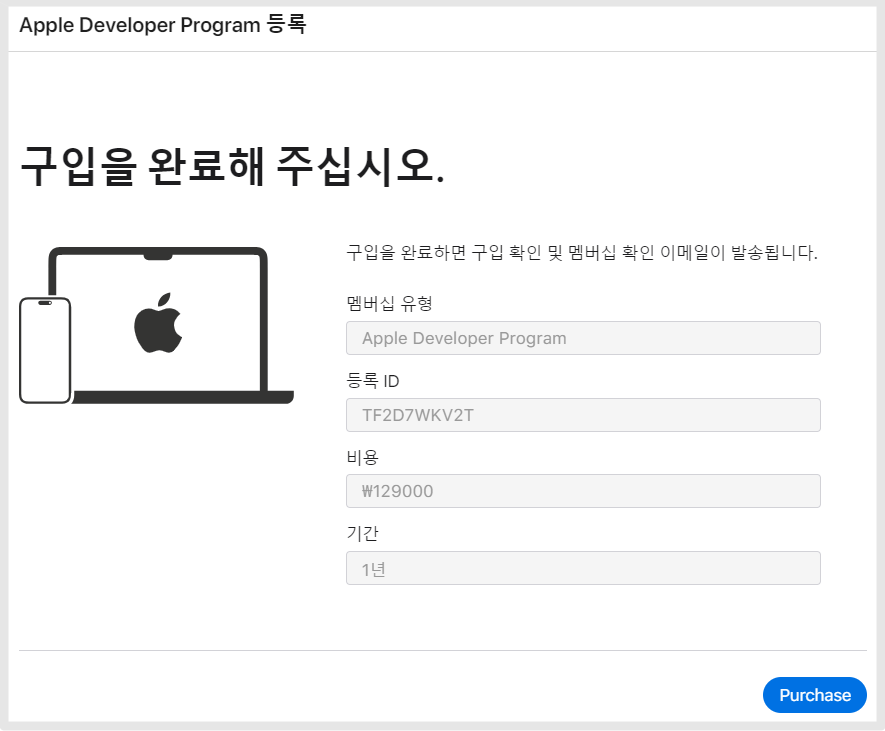 Apple Developer Program 등록
구입을 완료해 주십시오.
구입을 완료하면 구입 확인 및 멤버십 확인 이메일이 발송됩니다.
멤버십 유형
Apple Developer Program
등록 ID
TF2D7WKV2T
비용
₩129000
기간
1년
Purchase